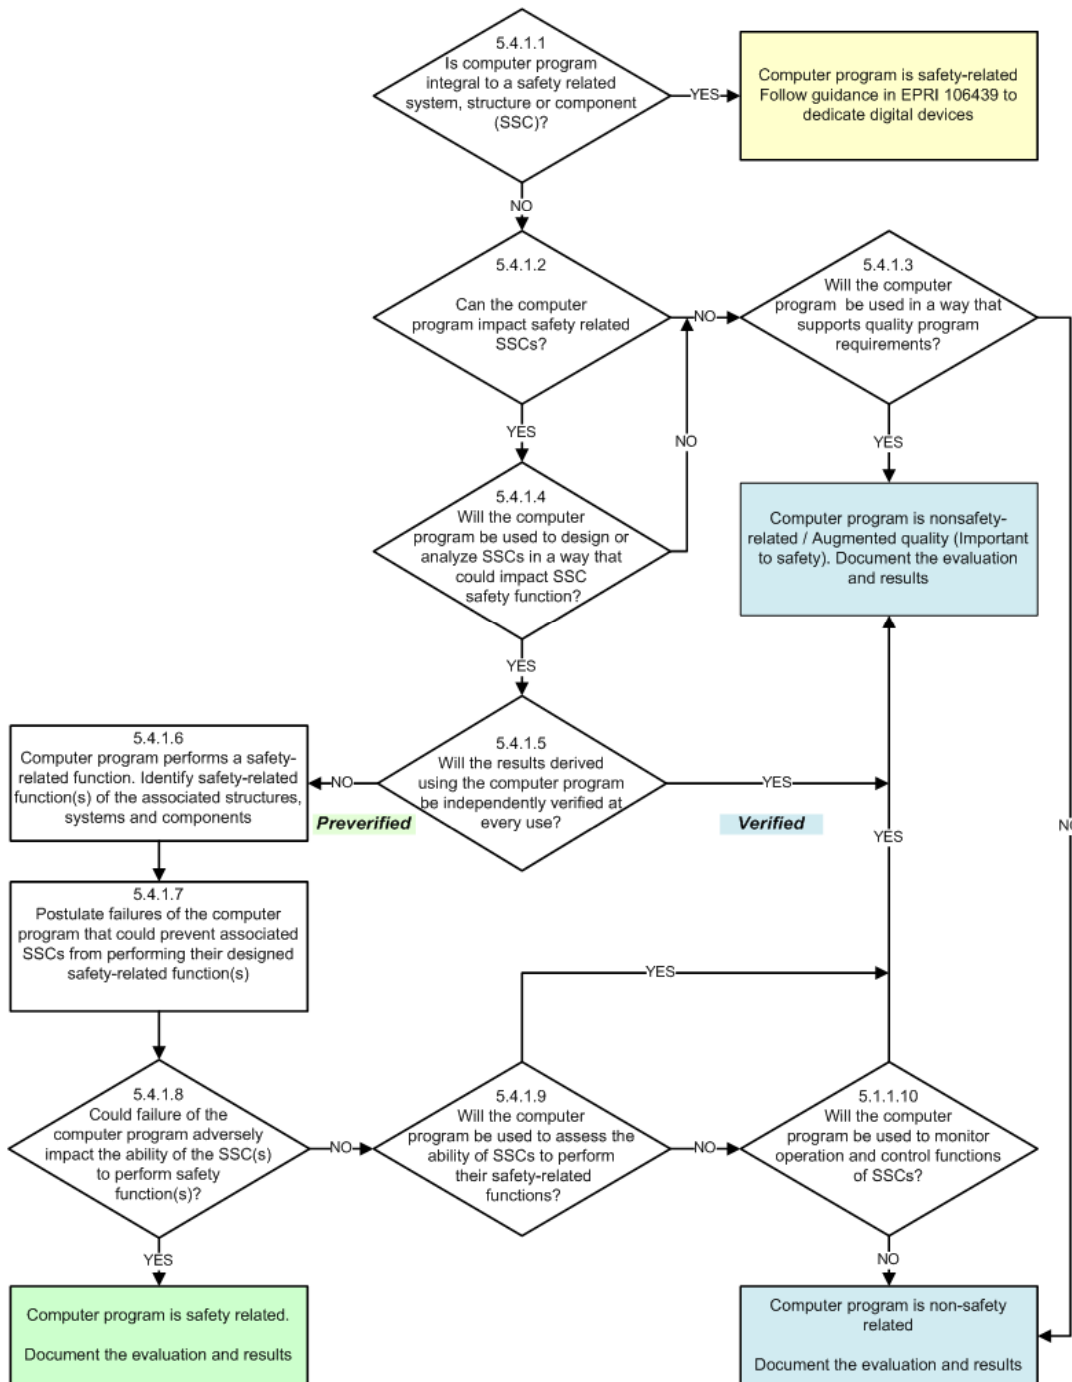 5.4.1.1
Is computer program
integral to a safety related
system, structure or component
(SSC)?
YES
Computer program is safety-related
Follow guidance in EPRI 106439 to
dedicate digital devices
NO
5.4.1.2
Can the computer
program impact safety related
SSCs?
NO
5.4.1.3
Will the computer
program be used in a way that
supports quality program
requirements?
YES
NO
YES
5.4.1.4
Will the computer
program be used to design or
analyze SSCs in a way that
could impact SSC
safety function?
Computer program is nonsafety-
related / Augmented quality (Important
to safety). Document the evaluation
and results
YES
5.4.1.6
Computer program performs a safety-
related function. Identify safety-related
function(s) of the associated structures,
systems and components
NO
5.4.1.5
Will the results derived
using the computer program
be independently verified at
every use?
YES
Preverified
Verified
YES
NO
5.4.1.7
Postulate failures of the computer
program that could prevent associated
SSCs from performing their designed
safety-related function(s)
YES
5.4.1.8
Could failure of the
computer program adversely
impact the ability of the SSC(s)
to perform safety
function(s)?
NO
5.4.1.9
Will the computer
program be used to assess the
ability of SSCs to perform
their safety-related
functions?
NO
5.1.1.10
Will the computer
program be used to monitor
operation and control functions
of SSCs?
YES
NO
Computer program is safety related.
Document the evaluation and results
Computer program is non-safety
related
Document the evaluation and results